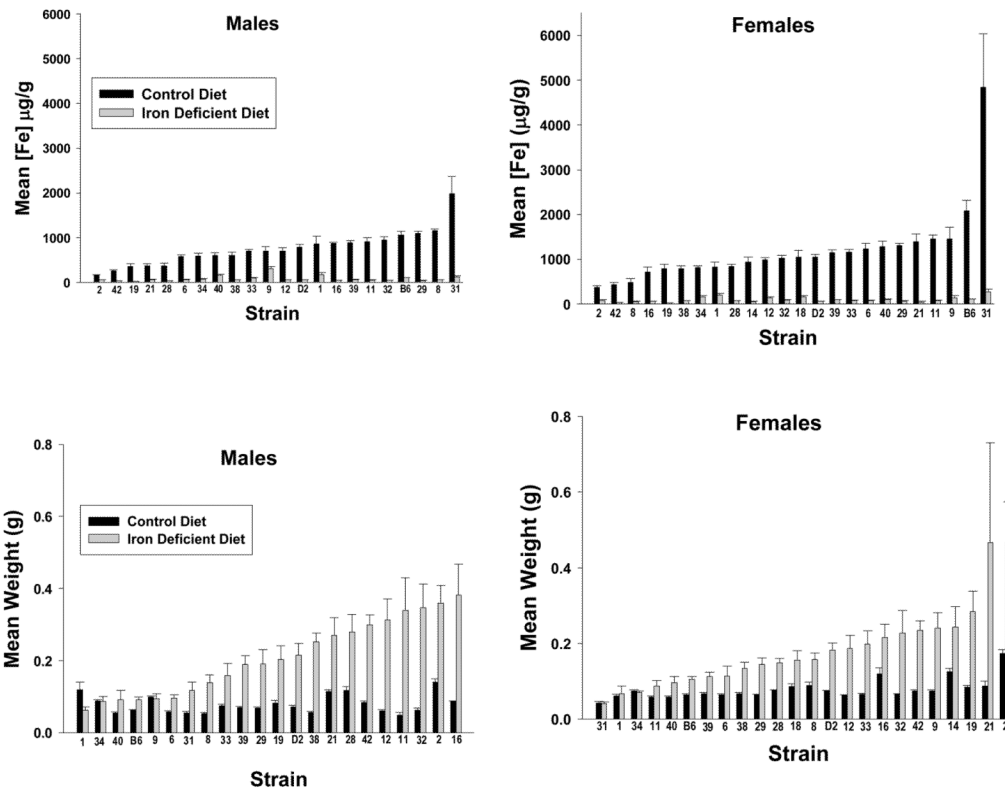 Males
6000
5000
4000
3000
2000
1000
0
Mean [Fe] μg/g
Control Diet
Iron Deficient Diet
2 42 19 21 28 6 34 40 38 33 9 12 D2 1 16 39 11 32 B6 29 8 31
Strain
Females
6000
5000
4000
3000
2000
1000
0
Mean [Fe] (μg/g)
2 42 8 16 19 38 34 1 28 14 12 32 18 D2 39 33 6 40 29 21 11 9 B6 31
Strain
Males
0.8
0.6
0.4
0.2
0.0
Mean Weight (g)
Control Diet
Iron Deficient Diet
1 34 40 B6 9 6 31 8 33 39 29 19 D2 38 21 28 42 12 11 32 2 16
Strain
Females
0.8
0.6
0.4
0.2
0.0
Mean Weight (g)
31 1 34 11 40 B6 39 6 38 29 28 18 8 D2 12 33 16 32 42 9 14 19 21 2
Strain